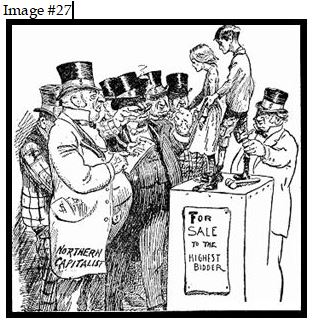 Image #27
FOR
SALE
TO THE
HIGHEST
BIDDER
NORTHERN
CAPITALIST